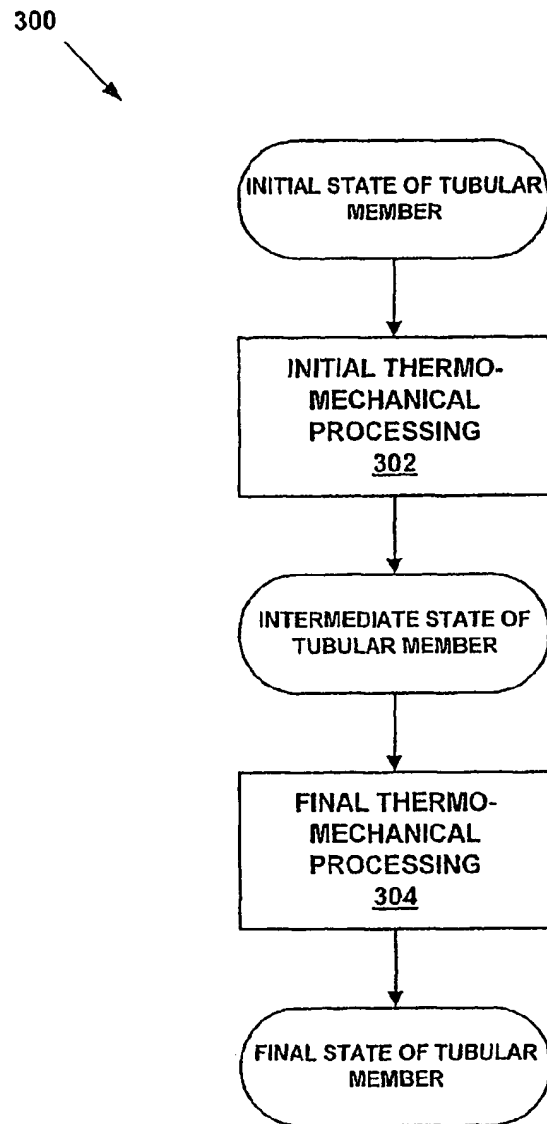 300
INITIAL STATE OF TUBULAR
MEMBER
INITIAL THERMO-
MECHANICAL
PROCESSING
302
INTERMEDIATE STATE OF
TUBULAR MEMBER
FINAL THERMO-
MECHANICAL
PROCESSING
304
FINAL STATE OF TUBULAR
MEMBER